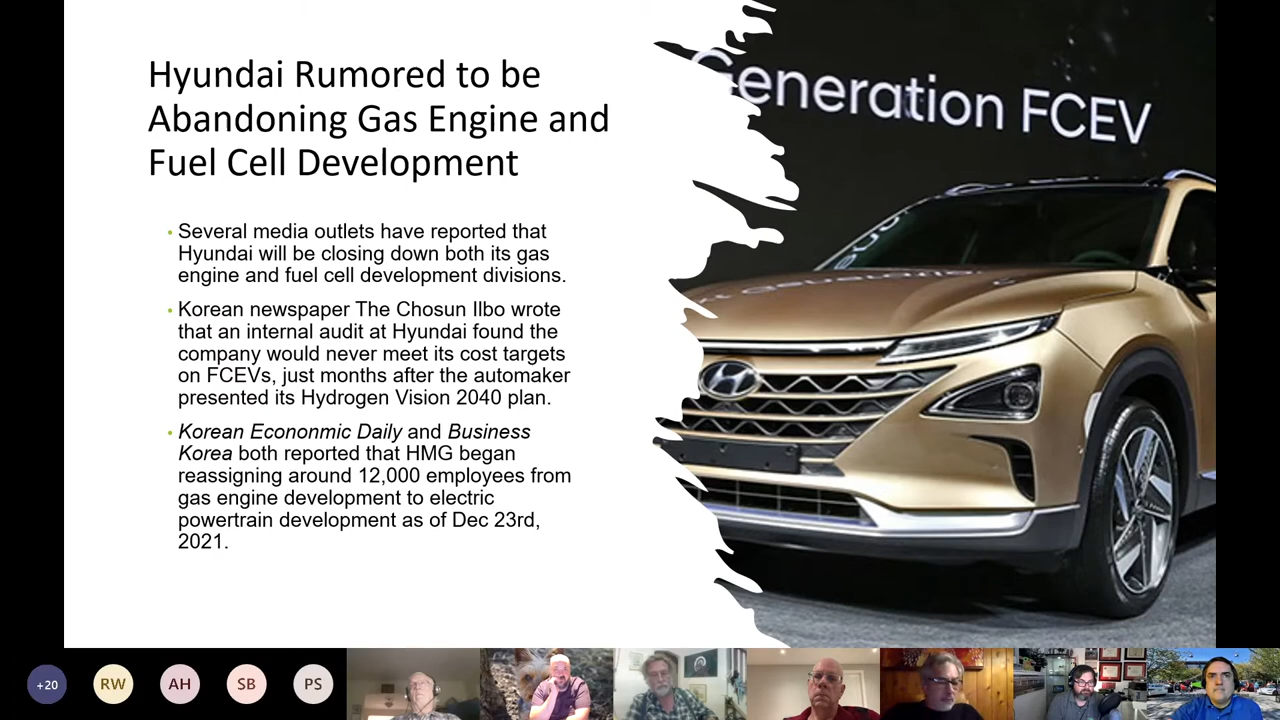 Hyundai Rumored to be
Abandoning Gas Engine and
Fuel Cell Development
• Several media outlets have reported that
Hyundai will be closing down both its gas
engine and fuel cell development divisions.
• Korean newspaper The Chosun Ilbo wrote
that an internal audit at Hyundai found the
company would never meet its cost targets
on FCEVs, just months after the automaker
presented its Hydrogen Vision 2040 plan.
• Korean Econonmic Daily and Business
Korea both reported that HMG began
reassigning around 12,000 employees from
gas engine development to electric
powertrain development as of Dec 23rd,
2021.
Generation FCEV
+20
RW
AH
SB
PS